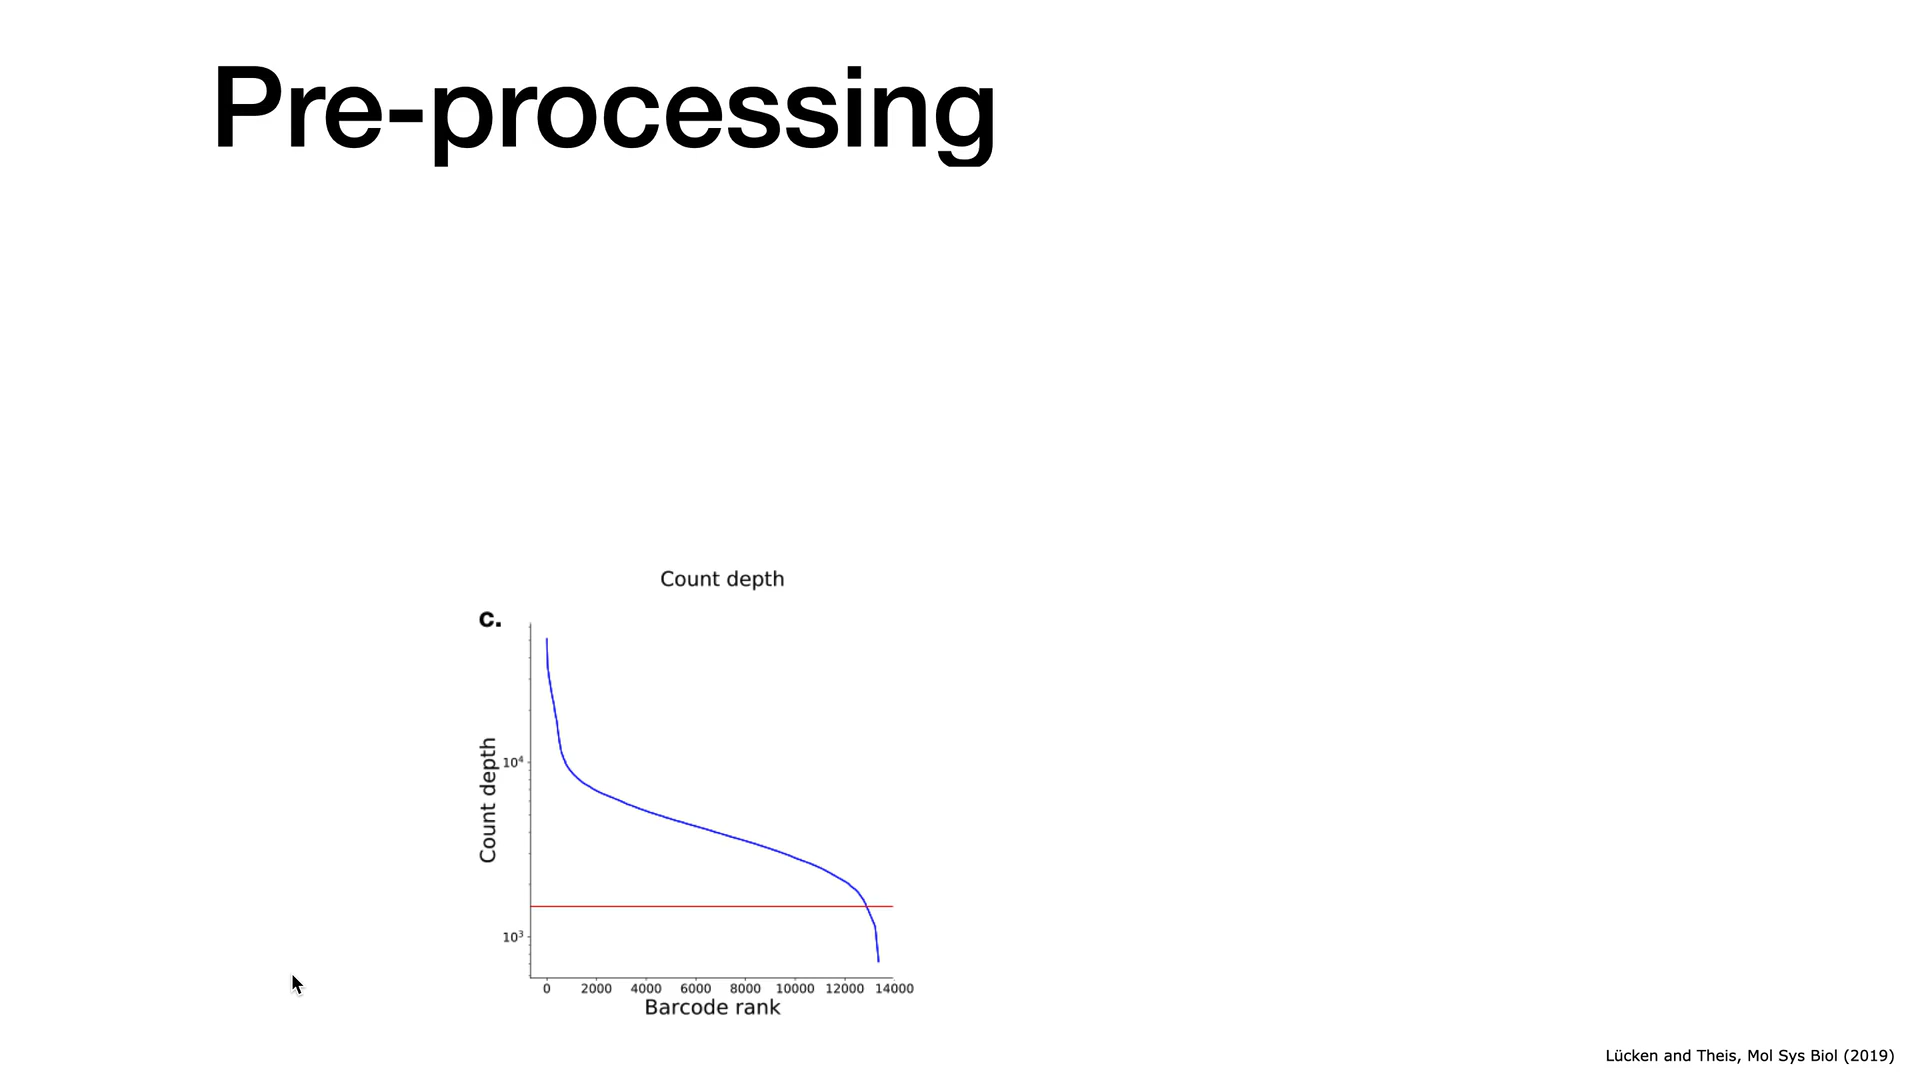 Pre-processing
Count depth
c.
Count depth
10⁴
10³
0 2000 4000 6000 8000 10000 12000 14000
Barcode rank
Lücken and Theis, Mol Sys Biol (2019)